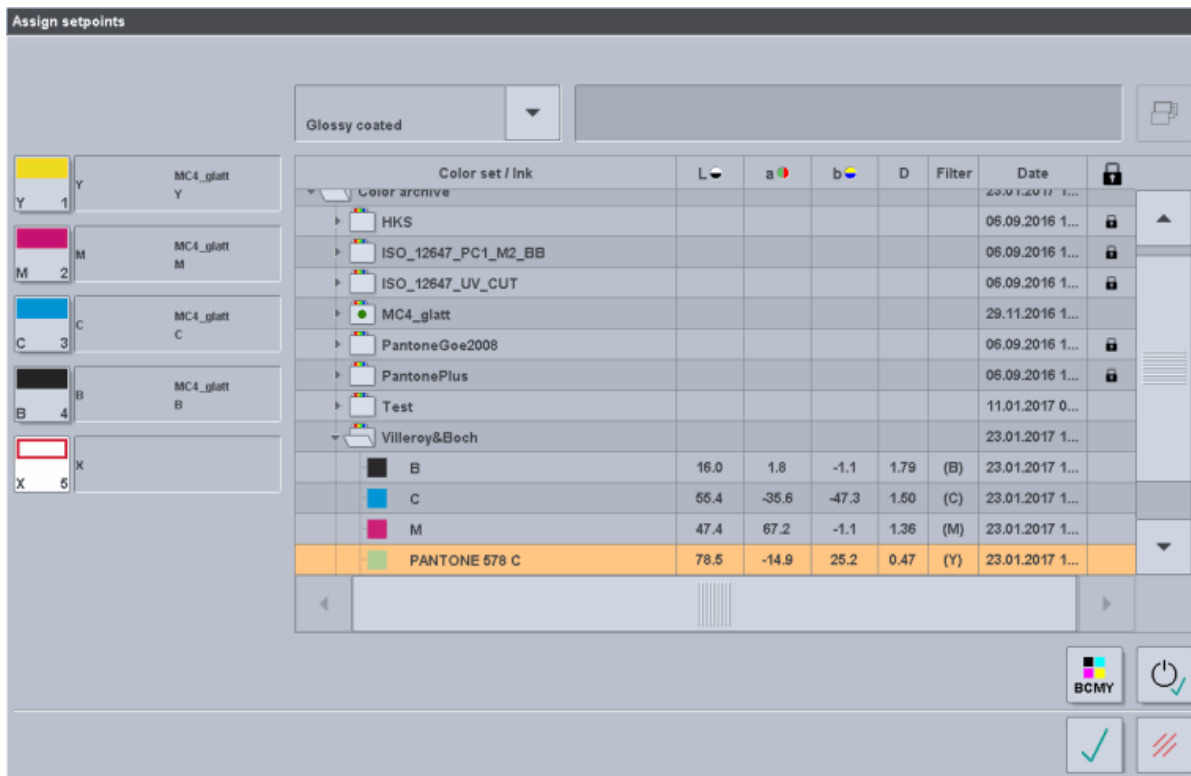 Assign setpoints
Glossy coated
Y 1 Y MC4_glatt Y
M 2 M MC4_glatt M
C 3 C MC4_glatt C
B 4 B MC4_glatt B
X 5 X
Color set / Ink L a b D Filter Date
Color archive 23.01.2017 1...
HKS 06.09.2016 1...
ISO_12647_PC1_M2_BB 06.09.2016 1...
ISO_12647_UV_CUT 06.09.2016 1...
MC4_glatt 29.11.2016 1...
PantoneGoe2008 06.09.2016 1...
PantonePlus 06.09.2016 1...
Test 11.01.2017 0...
Villeroy&Boch 23.01.2017 1...
B 16.0 1.8 -1.1 1.79 (B) 23.01.2017 1...
C 55.4 -35.6 -47.3 1.50 (C) 23.01.2017 1...
M 47.4 67.2 -1.1 1.36 (M) 23.01.2017 1...
PANTONE 578 C 78.5 -14.9 25.2 0.47 (Y) 23.01.2017 1...
BCMY